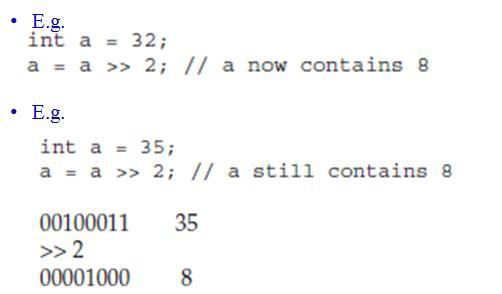 • E.g.
int a = 32;
a = a >> 2; // a now contains 8
• E.g.
int a = 35;
a = a >> 2; // a still contains 8
00100011 35
>> 2
00001000 8